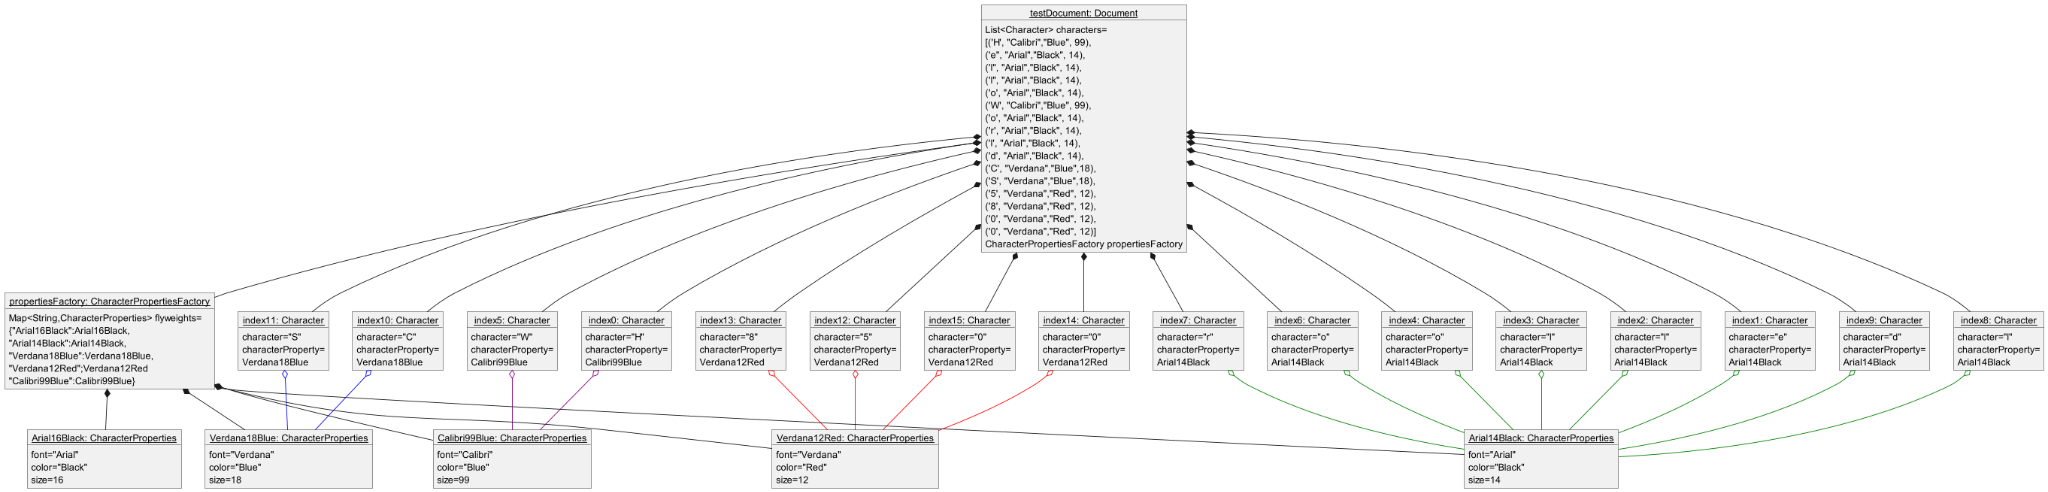 testDocument: Document
List<Character> characters=
[('H', "Calibri","Blue", 99),
('e", "Arial","Black", 14),
('l", "Arial","Black", 14),
('l", "Arial","Black", 14),
('o', "Arial","Black", 14),
('W', "Calibri","Blue", 99),
('o', "Arial","Black", 14),
('r', "Arial","Black", 14),
('l', "Arial","Black", 14),
('d', "Arial","Black", 14),
('C', "Verdana","Blue",18),
('S', "Verdana","Blue",18),
('5', "Verdana","Red", 12),
('8', "Verdana","Red", 12),
('0', "Verdana","Red", 12),
('0', "Verdana","Red", 12)]
CharacterPropertiesFactory propertiesFactory
propertiesFactory: CharacterPropertiesFactory
Map<String,CharacterProperties> flyweights=
{"Arial16Black":Arial16Black,
"Arial14Black":Arial14Black,
"Verdana18Blue":Verdana18Blue,
"Verdana12Red";Verdana12Red
"Calibri99Blue":Calibri99Blue}
index11: Character
character="S"
characterProperty=
Verdana18Blue
index10: Character
character="C"
characterProperty=
Verdana18Blue
index5: Character
character="W"
characterProperty=
Calibri99Blue
index0: Character
character="H"
characterProperty=
Calibri99Blue
index13: Character
character="8"
characterProperty=
Verdana12Red
index12: Character
character="5"
characterProperty=
Verdana12Red
index15: Character
character="0"
characterProperty=
Verdana12Red
index14: Character
character="0"
characterProperty=
Verdana12Red
index7: Character
character="r"
characterProperty=
Arial14Black
index6: Character
character="o"
characterProperty=
Arial14Black
index4: Character
character="o"
characterProperty=
Arial14Black
index3: Character
character="l"
characterProperty=
Arial14Black
index2: Character
character="l"
characterProperty=
Arial14Black
index1: Character
character="e"
characterProperty=
Arial14Black
index9: Character
character="d"
characterProperty=
Arial14Black
index8: Character
character="l"
characterProperty=
Arial14Black
Arial16Black: CharacterProperties
font="Arial"
color="Black"
size=16
Verdana18Blue: CharacterProperties
font="Verdana"
color="Blue"
size=18
Calibri99Blue: CharacterProperties
font="Calibri"
color="Blue"
size=99
Verdana12Red: CharacterProperties
font="Verdana"
color="Red"
size=12
Arial14Black: CharacterProperties
font="Arial"
color="Black"
size=14